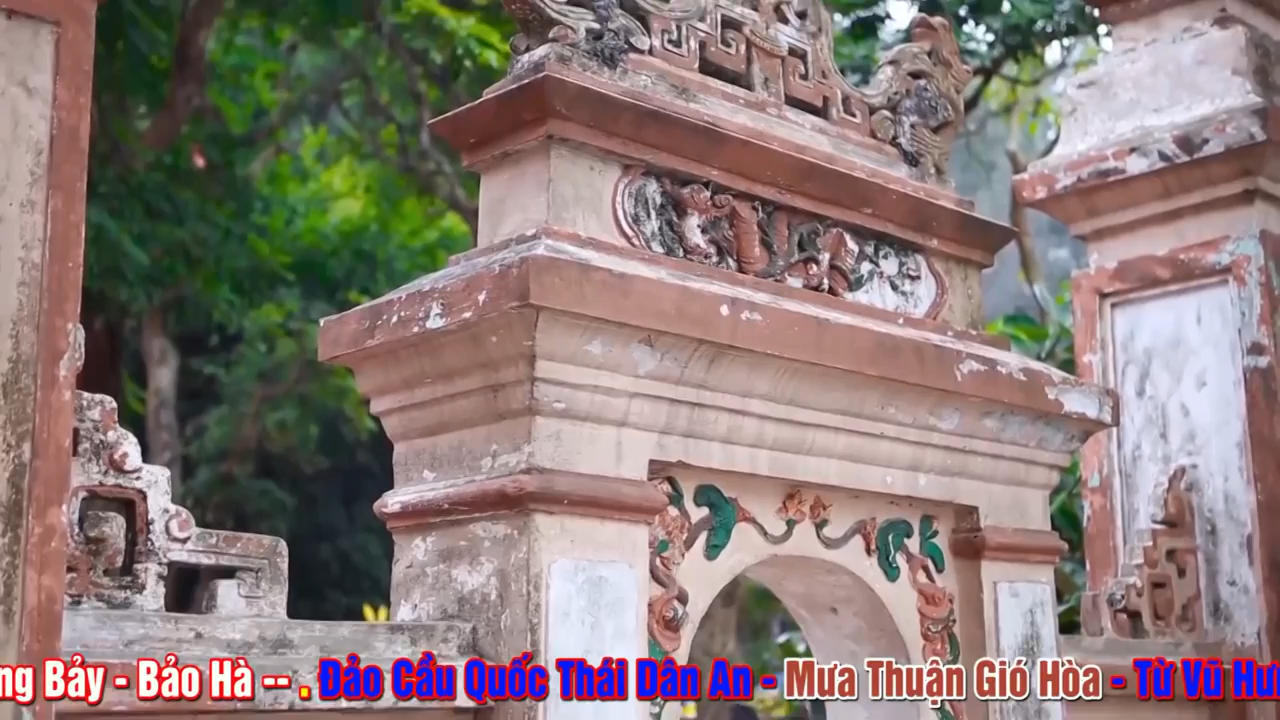 ng Bảy - Bảo Hà -- . Đảo Cầu Quốc Thái Dân An - Mưa Thuận Gió Hòa - Từ Vũ Hư